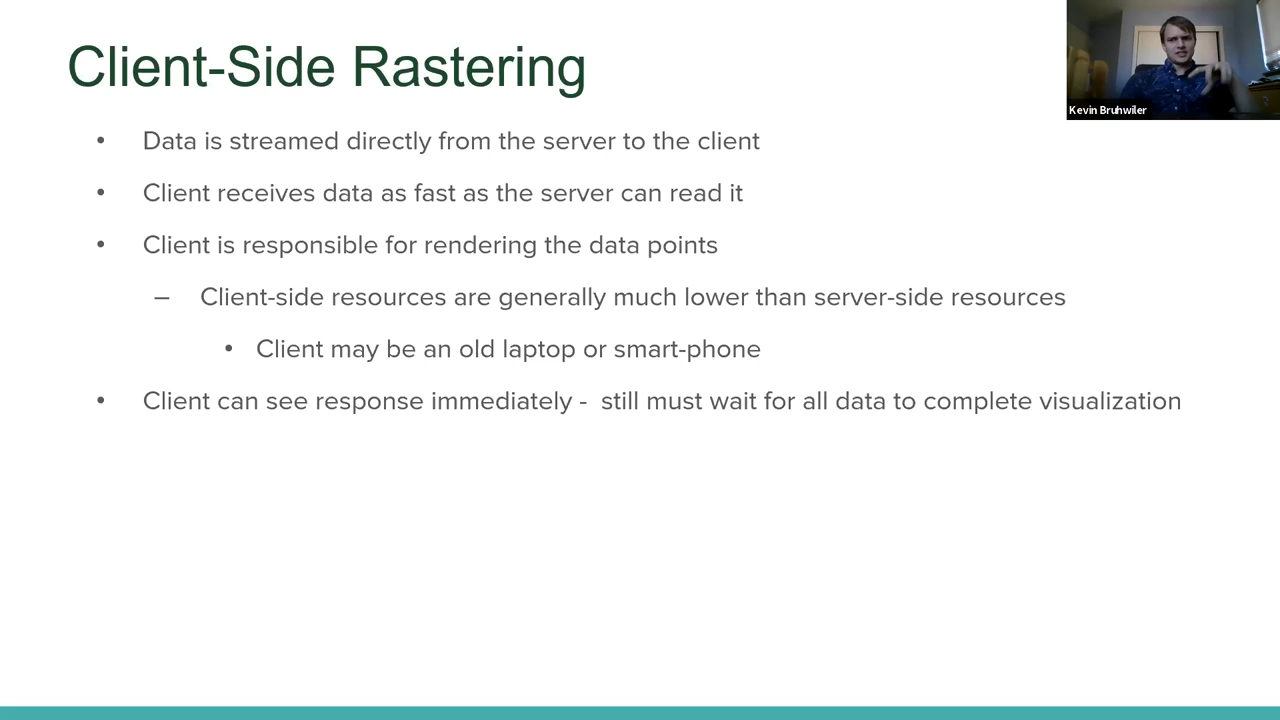 Client-Side Rastering
Kevin Bruhwiler
• Data is streamed directly from the server to the client
• Client receives data as fast as the server can read it
• Client is responsible for rendering the data points
– Client-side resources are generally much lower than server-side resources
• Client may be an old laptop or smart-phone
• Client can see response immediately -  still must wait for all data to complete visualization